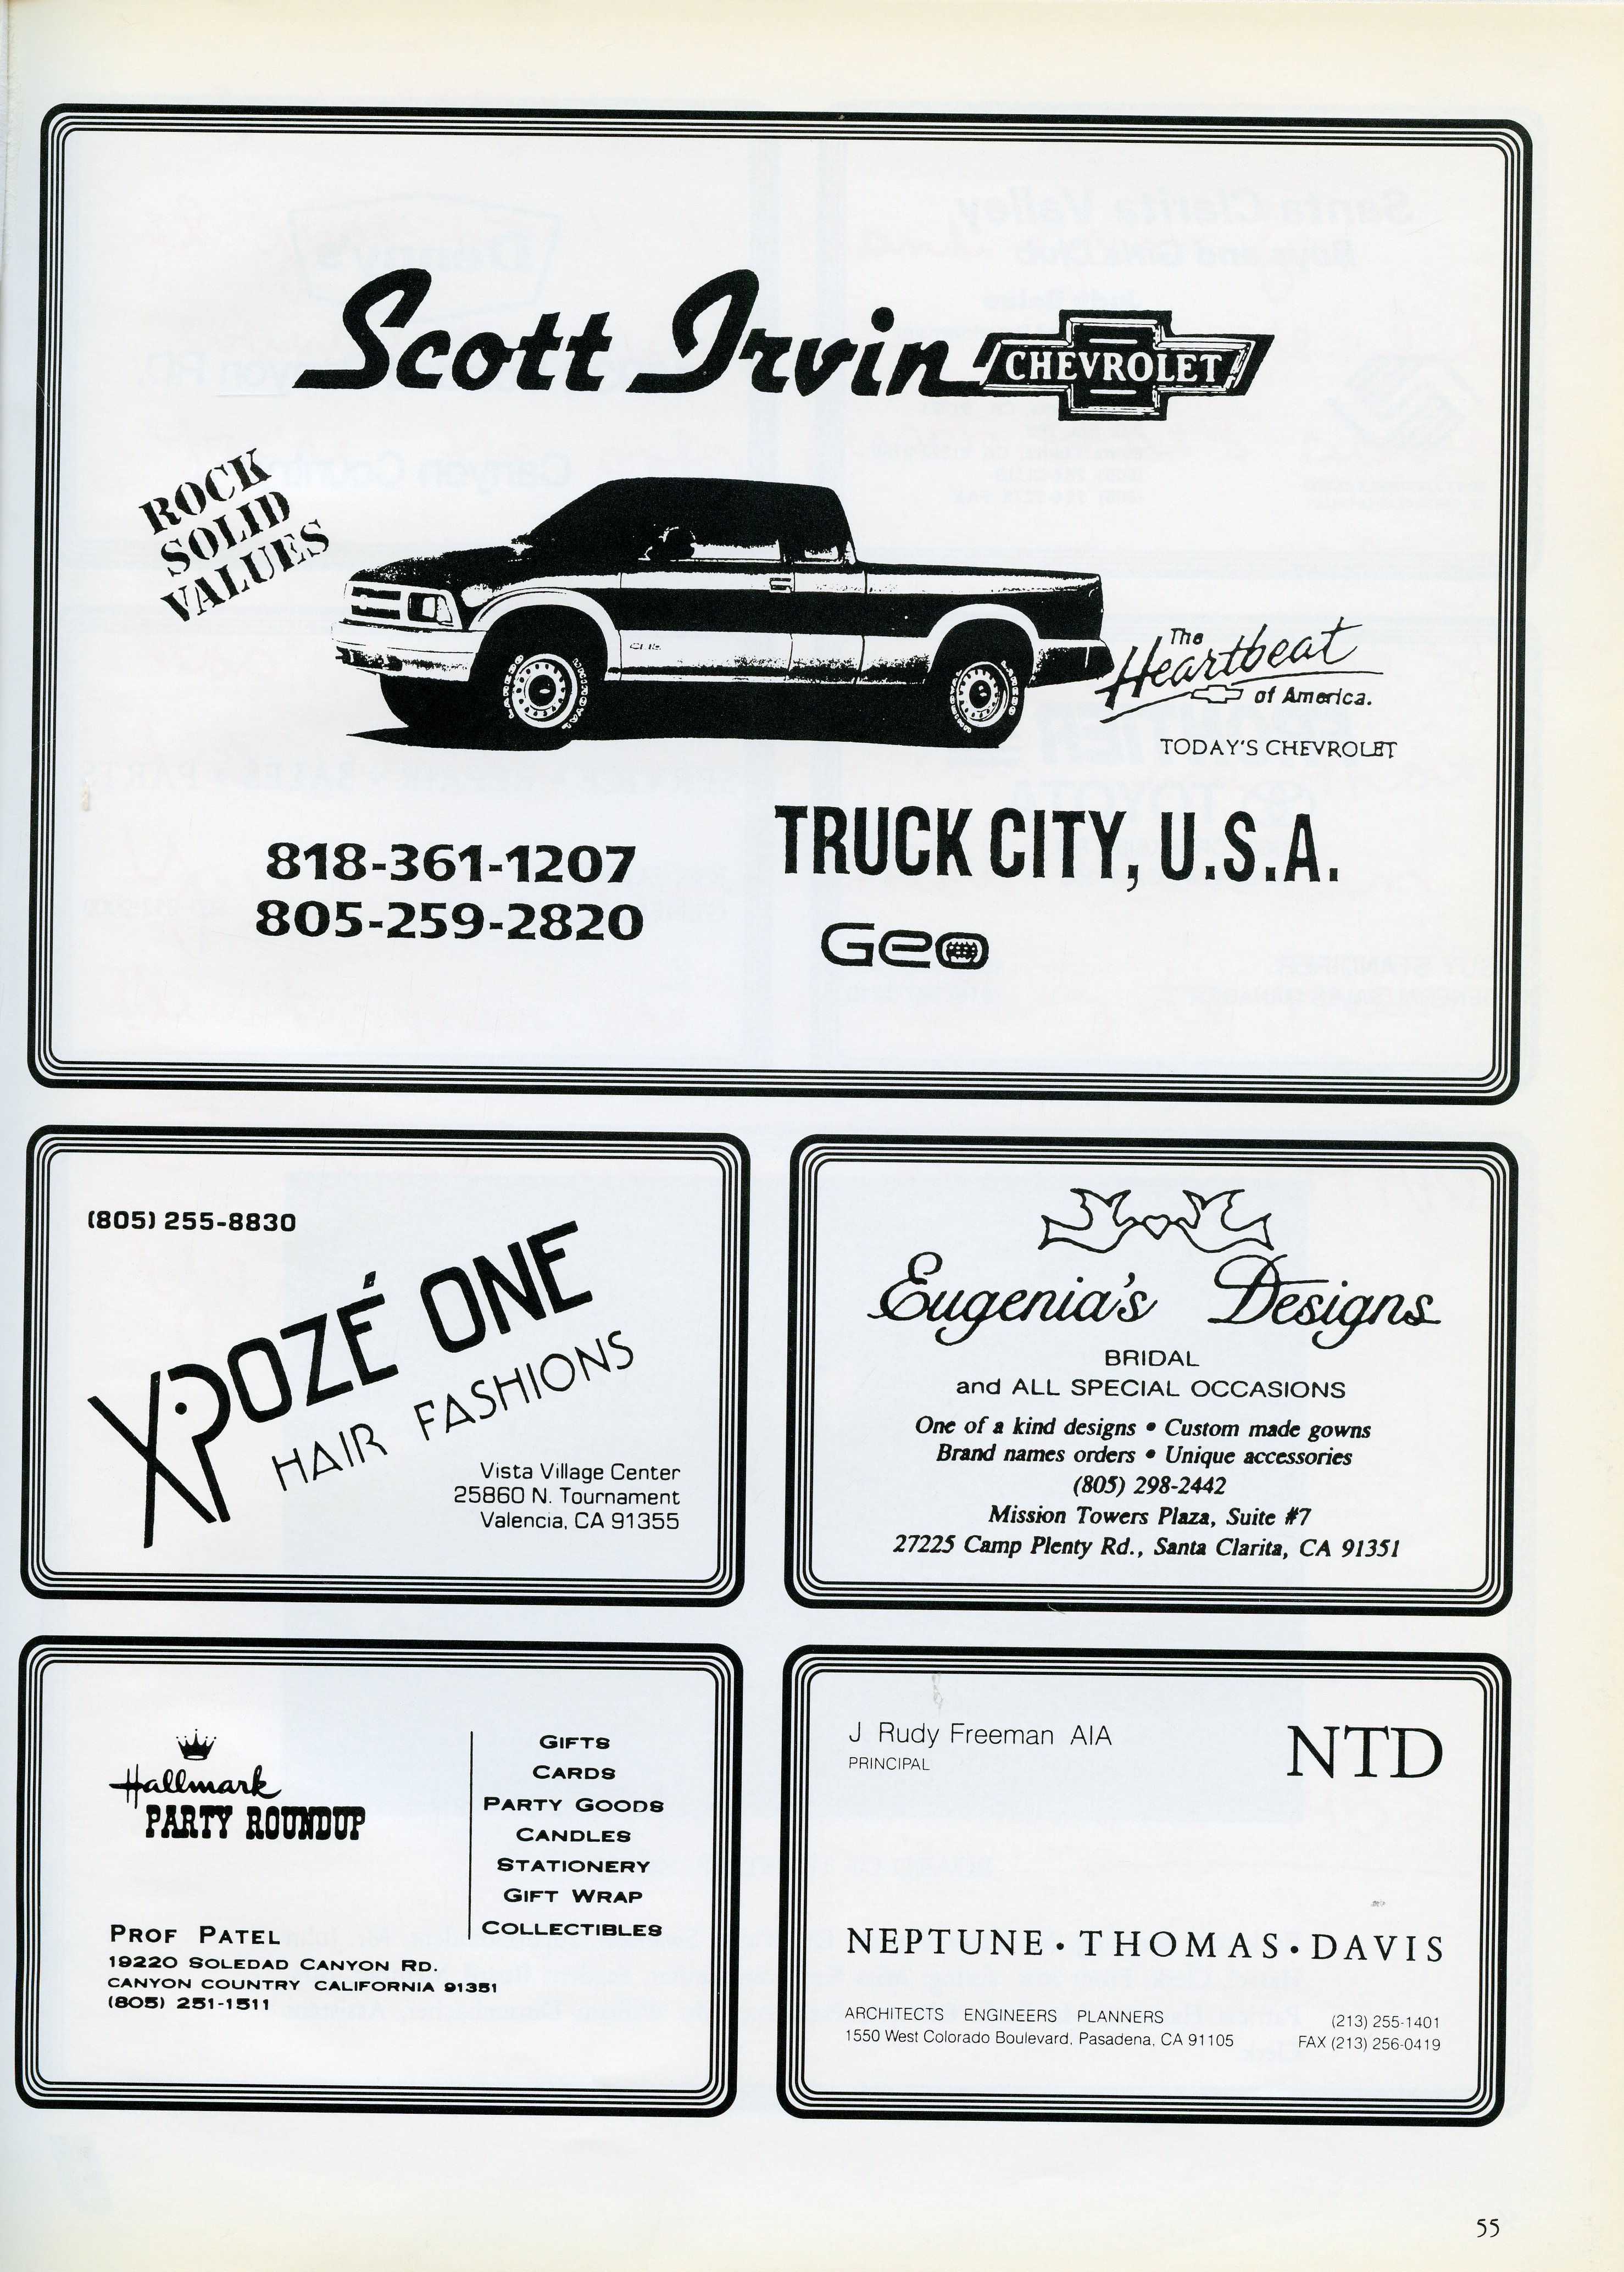 Scott Irvin CHEVROLET
ROCK
SOLID
VALUES
The
Heartbeat
of America.
TODAY'S CHEVROLET
818-361-1207
805-259-2820
TRUCK CITY, U.S.A.
Geo
(805) 255-8830
XPOZÉ ONE
HAIR FASHIONS
Vista Village Center
25860 N. Tournament
Valencia, CA 91355
Eugenia's Designs
BRIDAL
and ALL SPECIAL OCCASIONS
One of a kind designs • Custom made gowns
Brand names orders • Unique accessories
(805) 298-2442
Mission Towers Plaza, Suite #7
27225 Camp Plenty Rd., Santa Clarita, CA 91351
Hallmark
PARTY ROUNDUP
GIFTS
CARDS
PARTY GOODS
CANDLES
STATIONERY
GIFT WRAP
COLLECTIBLES
PROF PATEL
19220 SOLEDAD CANYON RD.
CANYON COUNTRY CALIFORNIA 91351
(805) 251-1511
J Rudy Freeman AIA
PRINCIPAL
NTD
NEPTUNE • THOMAS • DAVIS
ARCHITECTS ENGINEERS PLANNERS
1550 West Colorado Boulevard, Pasadena, CA 91105
(213) 255-1401
FAX (213) 256-0419
55